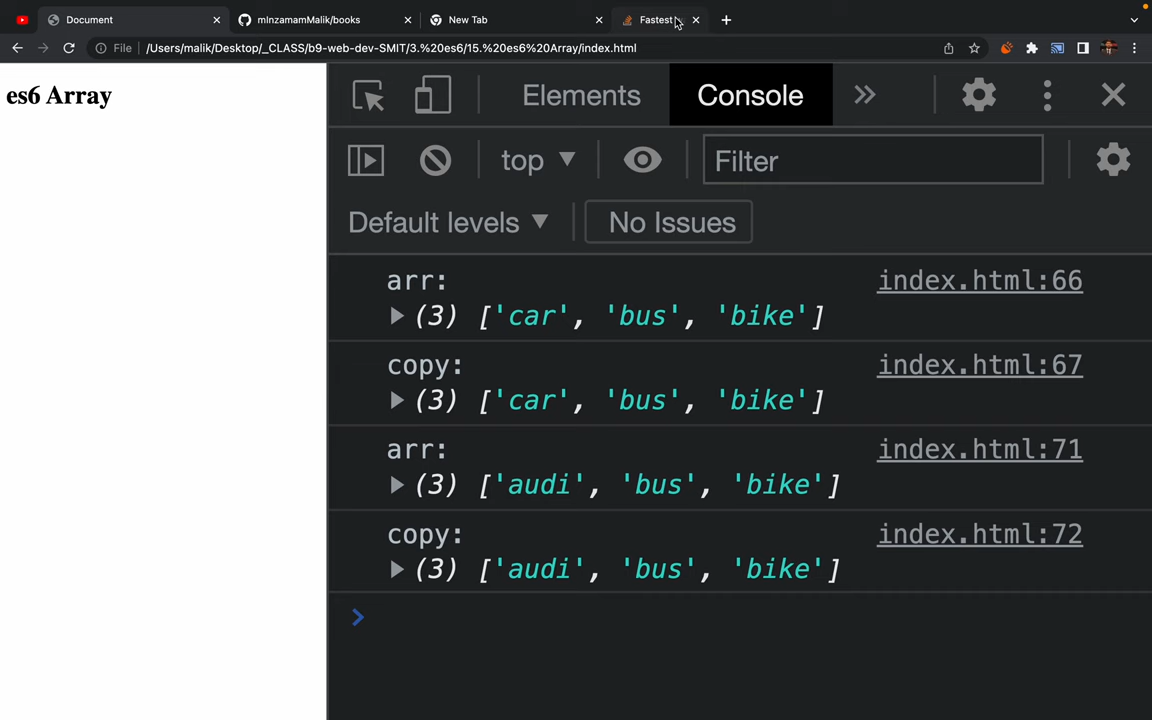 Document
mInzamamMalik/books
New Tab
Fastest
File
/Users/malik/Desktop/_CLASS/b9-web-dev-SMIT/3.%20es6/15.%20es6%20Array/index.html
es6 Array
Elements
Console
top
Filter
Default levels
No Issues
arr:
index.html:66
(3) ['car', 'bus', 'bike']
copy:
index.html:67
(3) ['car', 'bus', 'bike']
arr:
index.html:71
(3) ['audi', 'bus', 'bike']
copy:
index.html:72
(3) ['audi', 'bus', 'bike']